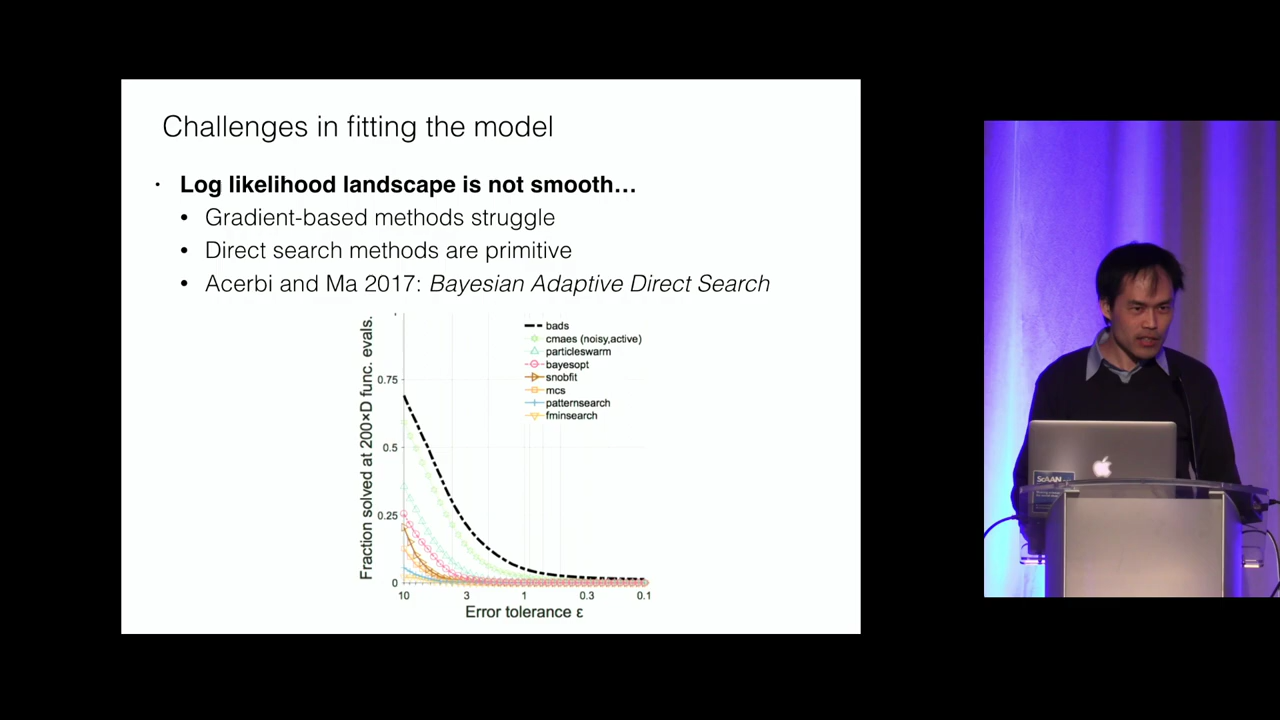 Challenges in fitting the model
• Log likelihood landscape is not smooth…
• Gradient-based methods struggle
• Direct search methods are primitive
• Acerbi and Ma 2017: Bayesian Adaptive Direct Search
Fraction solved at 200×D func. evals.
0.75
0.5
0.25
0
bads
cmaes (noisy,active)
particleswarm
bayesopt
snobfit
mcs
patternsearch
fminsearch
10
3
1
0.3
0.1
Error tolerance ε